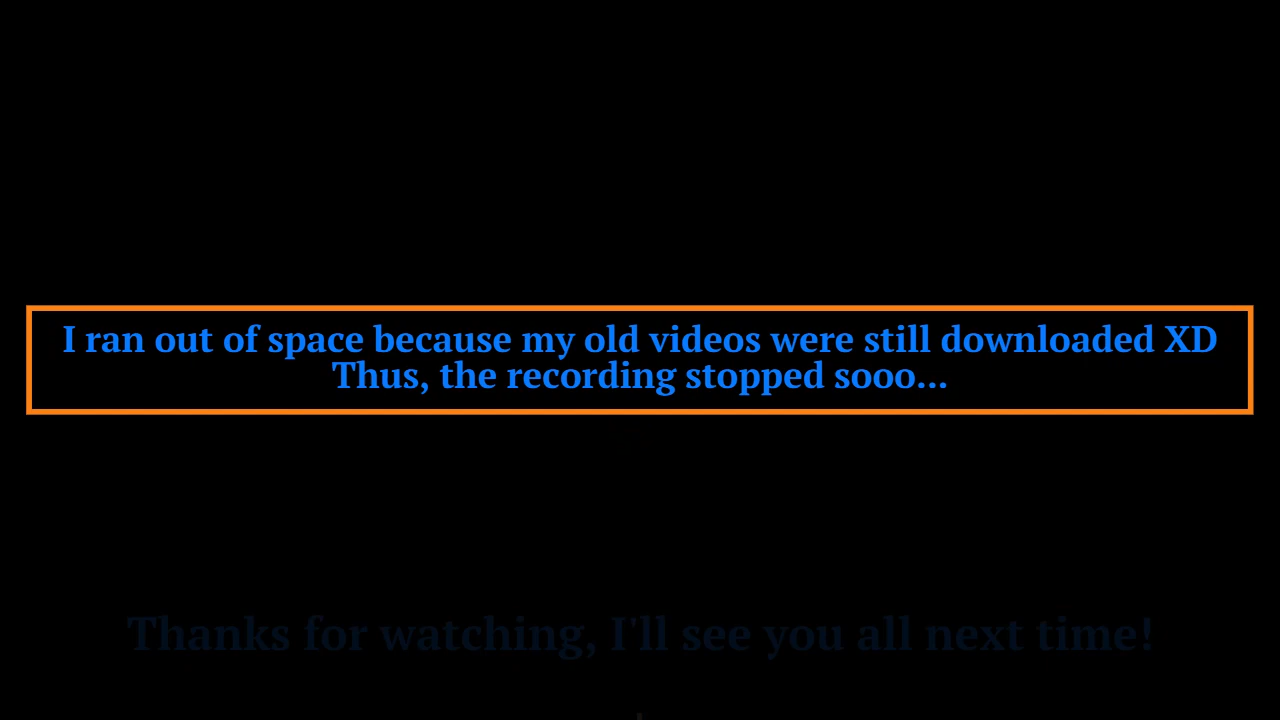 I ran out of space because my old videos were still downloaded XD
Thus, the recording stopped sooo...
Thanks for watching, I'll see you all next time!